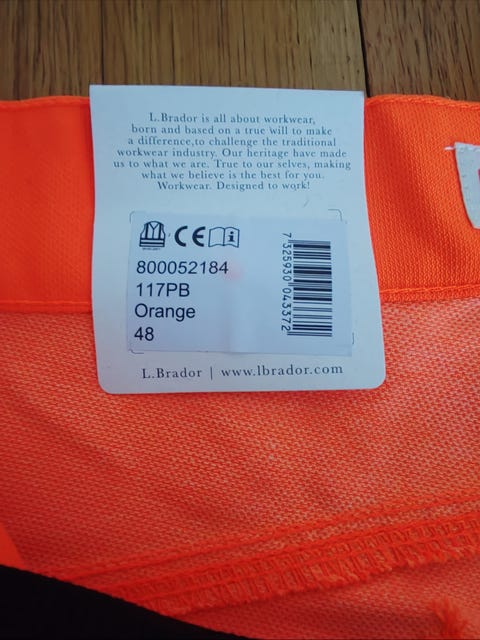 L.Brador is all about workwear,
born and based on a true will to make
a difference,to challenge the traditional
workwear industry. Our heritage have made
us to what we are. True to our selves, making
what we believe is the best for you.
Workwear. Designed to work!
800052184
117PB
Orange
48
7 325930 043372
L.Brador | www.lbrador.com